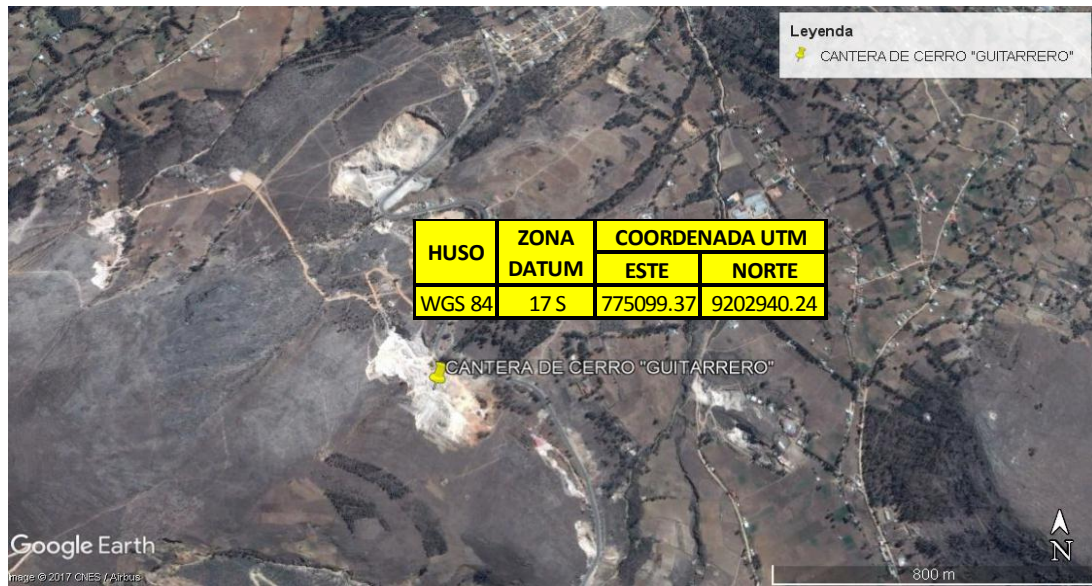 Leyenda
CANTERA DE CERRO "GUITARRERO"
HUSO ZONA DATUM COORDENADA UTM
ESTE NORTE
WGS 84 17 S 775099.37 9202940.24
CANTERA DE CERRO "GUITARRERO"
Google Earth
N
Image © 2017 CNES / Airbus
800 m